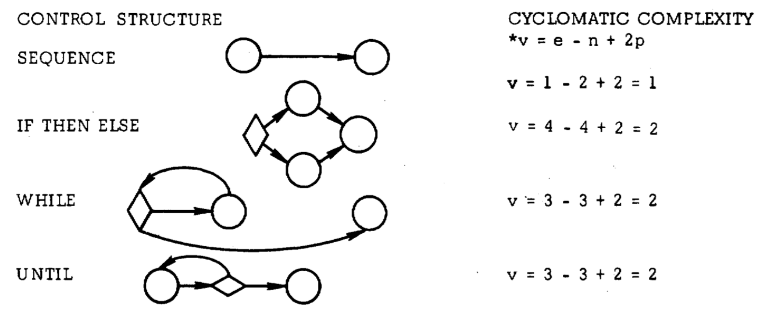 CONTROL STRUCTURE
CYCLOMATIC COMPLEXITY
*v = e - n + 2p
SEQUENCE
v = 1 - 2 + 2 = 1
IF THEN ELSE
v = 4 - 4 + 2 = 2
WHILE
v = 3 - 3 + 2 = 2
UNTIL
v = 3 - 3 + 2 = 2